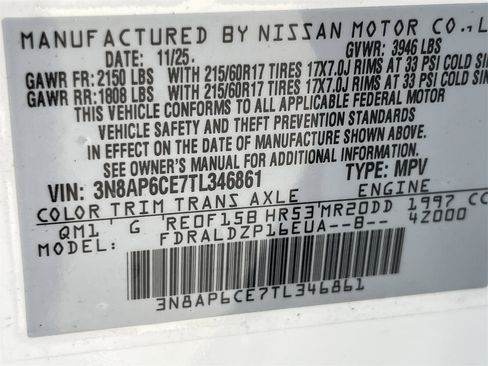 MANUFACTURED BY NISSAN MOTOR CO., L
DATE: 11/25. GVWR: 3946 LBS
GAWR FR: 2150 LBS WITH 215/60R17 TIRES 17X7.0J RIMS AT 33 PSI COLD SIN
GAWR RR: 1808 LBS WITH 215/60R17 TIRES 17X7.0J RIMS AT 33 PSI COLD SIN
THIS VEHICLE CONFORMS TO ALL APPLICABLE FEDERAL MOTOR
VEHICLE SAFETY AND THEFT PREVENTION STANDARDS
IN EFFECT ON THE DATE OF MANUFACTURE SHOWN ABOVE.
SEE OWNER'S MANUAL FOR ADDITIONAL INFORMATION
VIN: 3N8AP6CE7TL346861 TYPE: MPV
COLOR TRIM TRANS AXLE ENGINE
QM1 G RE0F15B HR53 MR20DD 1997 CC
FDRALDZP16EUA--B-- 4Z000
3N8AP6CE7TL346861